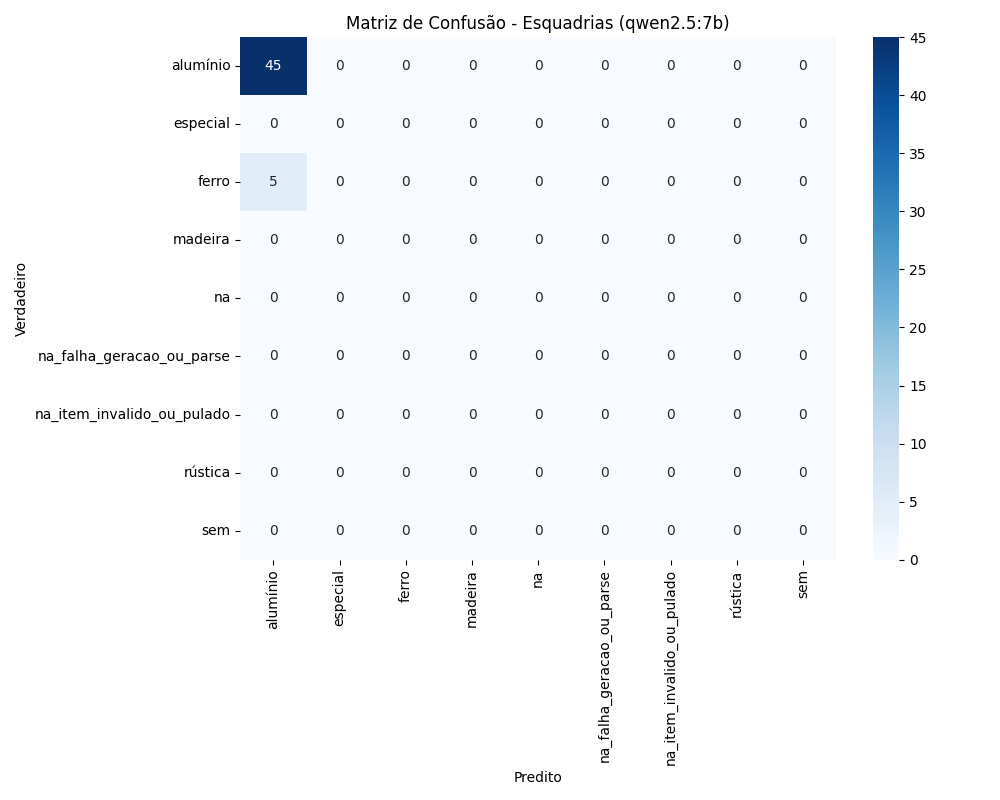 Matriz de Confusão - Esquadrias (qwen2.5:7b)
Verdadeiro
alumínio 45 0 0 0 0 0 0 0 0
especial 0 0 0 0 0 0 0 0 0
ferro 5 0 0 0 0 0 0 0 0
madeira 0 0 0 0 0 0 0 0 0
na 0 0 0 0 0 0 0 0 0
na_falha_geracao_ou_parse 0 0 0 0 0 0 0 0 0
na_item_invalido_ou_pulado 0 0 0 0 0 0 0 0 0
rústica 0 0 0 0 0 0 0 0 0
sem 0 0 0 0 0 0 0 0 0
alumínio
especial
ferro
madeira
na
na_falha_geracao_ou_parse
na_item_invalido_ou_pulado
rústica
sem
Predito
45
40
35
30
25
20
15
10
5
0